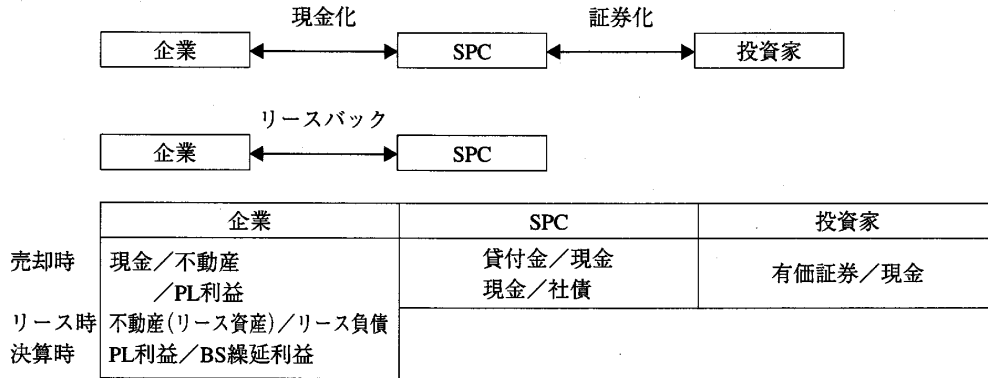 現金化 証券化
企業 SPC 投資家
リースバック
企業 SPC
企業 SPC 投資家
売却時 現金／不動産 貸付金／現金 有価証券／現金
／PL利益 現金／社債
リース時 不動産（リース資産）／リース負債
決算時 PL利益／BS繰延利益